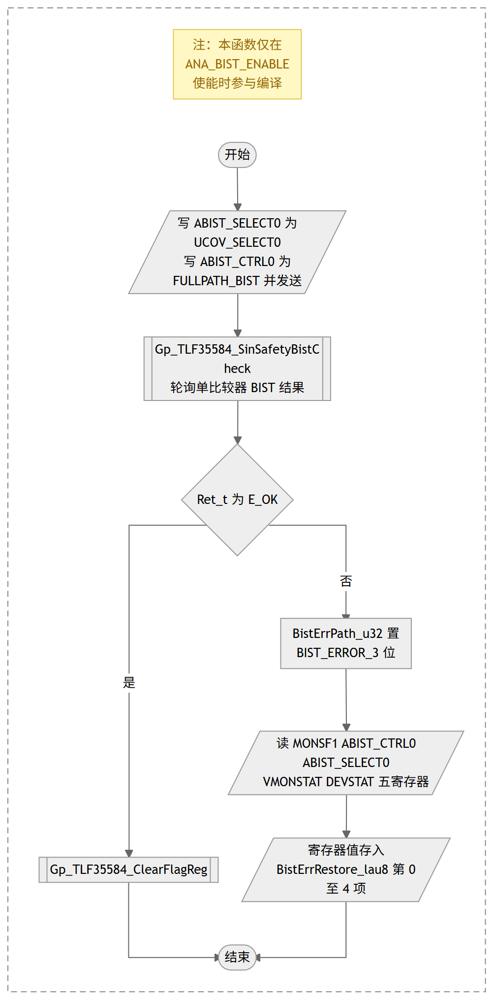 注：本函数仅在
ANA_BIST_ENABLE
使能时参与编译
开始
写 ABIST_SELECT0 为
UCOV_SELECT0
写 ABIST_CTRL0 为
FULLPATH_BIST 并发送
Gp_TLF35584_SinSafetyBistC
heck
轮询单比较器 BIST 结果
Ret_t 为 E_OK
否
BistErrPath_u32 置
BIST_ERROR_3 位
是
读 MONSF1 ABIST_CTRL0
ABIST_SELECT0
VMONSTAT DEVSTAT 五寄存器
寄存器值存入
BistErrRestore_lau8 第 0
至 4 项
Gp_TLF35584_ClearFlagReg
结束